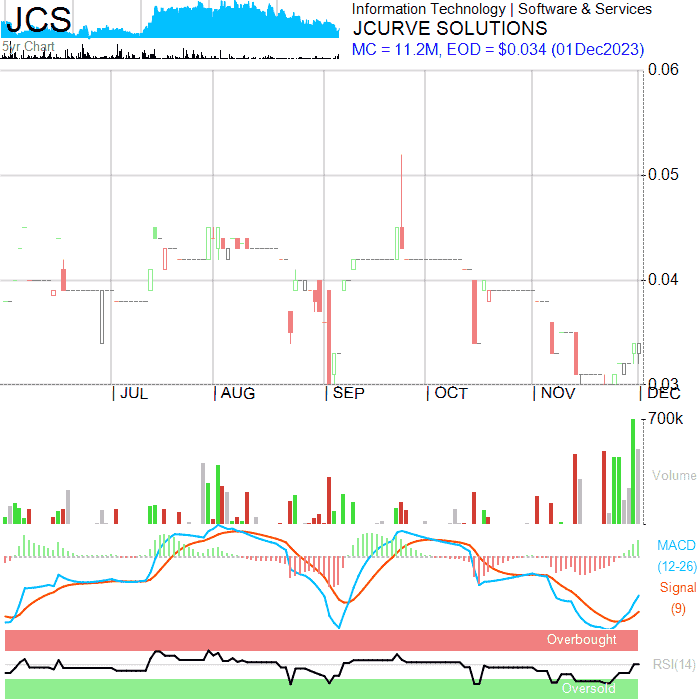 JCS
5yr Chart
Information Technology | Software & Services
JCURVE SOLUTIONS
MC = 11.2M, EOD = $0.034 (01Dec2023)
0.06
0.05
0.04
0.03
JUL AUG SEP OCT NOV DEC
700k
Volume
MACD
(12-26)
Signal
(9)
Overbought
RSI(14)
Oversold